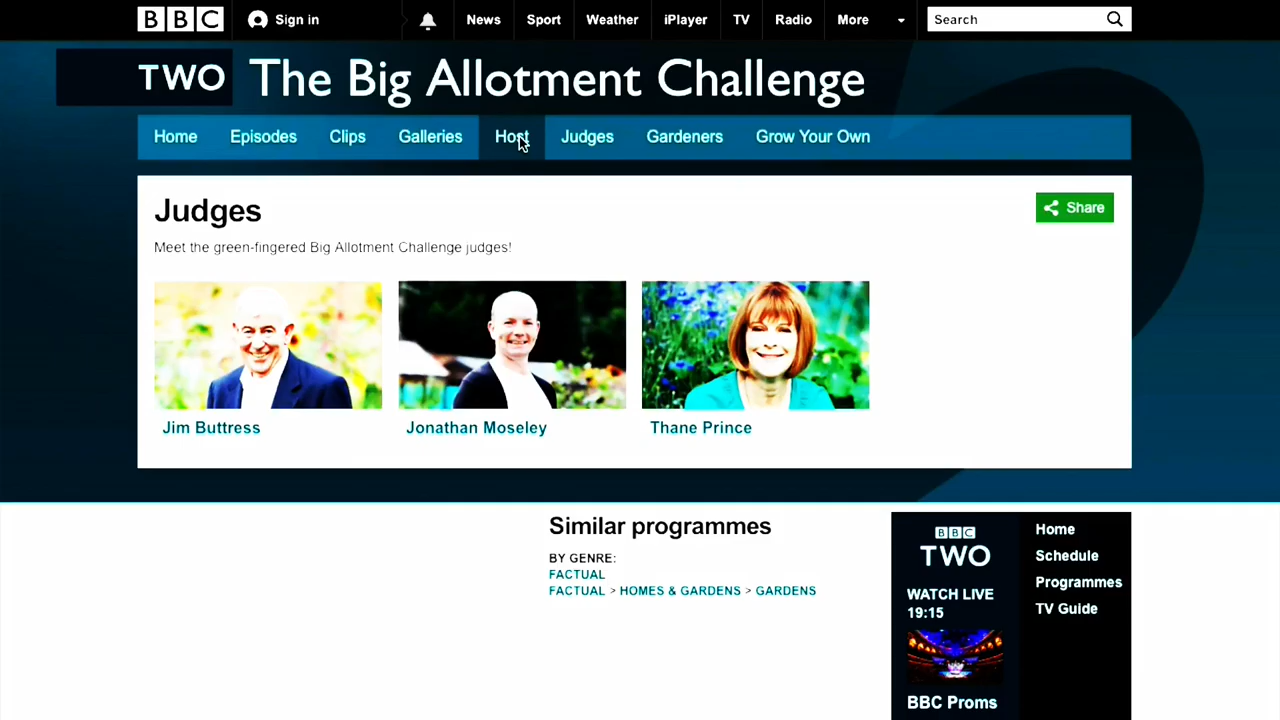 BBC Sign in News Sport Weather iPlayer TV Radio More Search
TWO The Big Allotment Challenge
Home Episodes Clips Galleries Host Judges Gardeners Grow Your Own
Judges
Share
Meet the green-fingered Big Allotment Challenge judges!
Jim Buttress Jonathan Moseley Thane Prince
Similar programmes
BY GENRE:
FACTUAL
FACTUAL > HOMES & GARDENS > GARDENS
BBC
TWO
WATCH LIVE
19:15
BBC Proms
Home
Schedule
Programmes
TV Guide